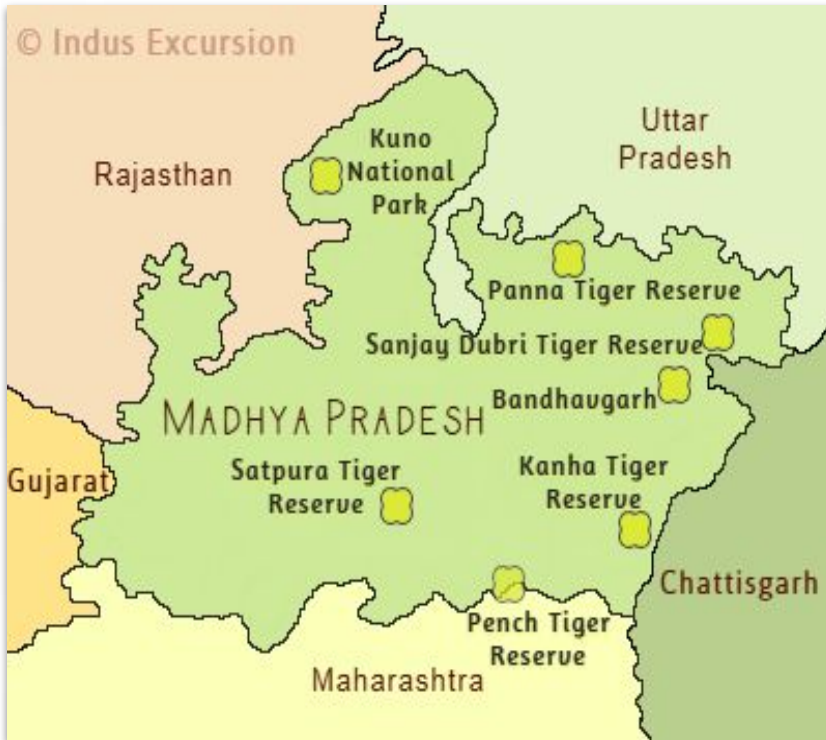 © Indus Excursion
Kuno
National
Park
Rajasthan
Uttar
Pradesh
Panna Tiger Reserve
Sanjay Dubri Tiger Reserve
Bandhavgarh
MADHYA PRADESH
Gujarat
Satpura Tiger
Reserve
Kanha Tiger
Reserve
Chattisgarh
Pench Tiger
Reserve
Maharashtra